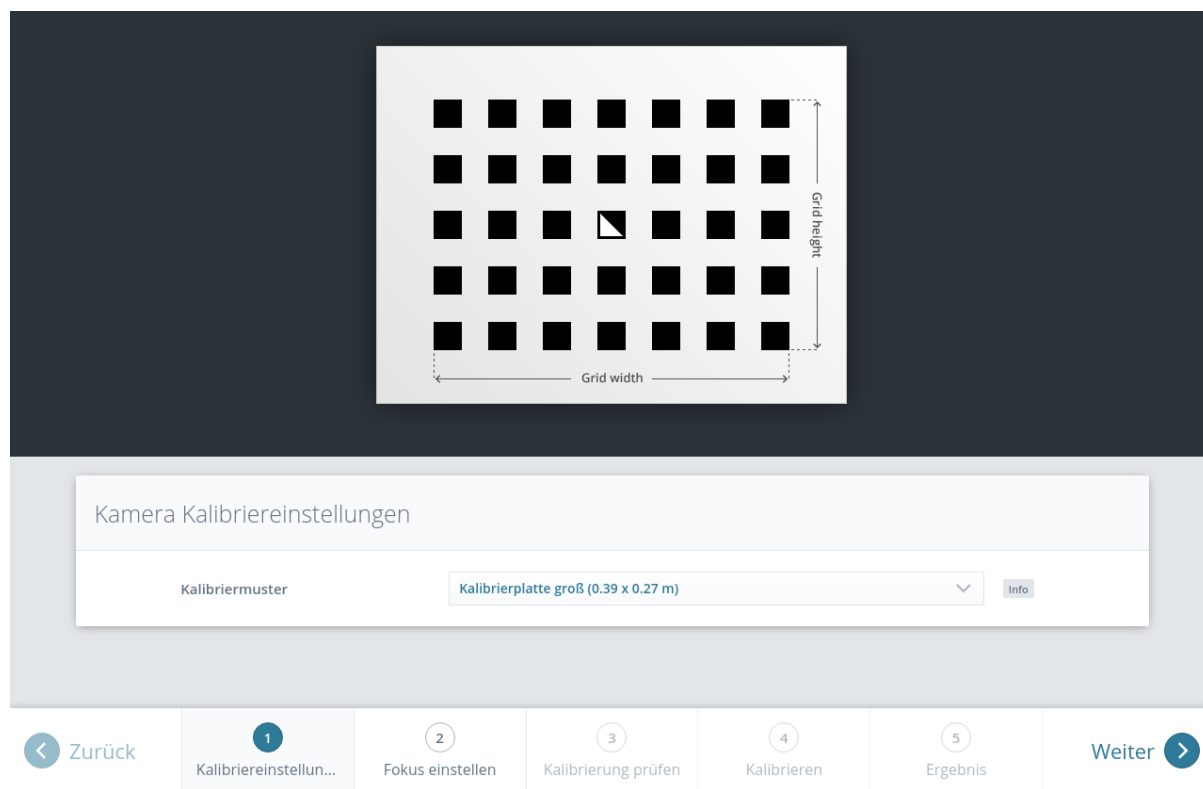 Grid height
Grid width
Kamera Kalibriereinstellungen
Kalibriermuster
Kalibrierplatte groß (0.39 x 0.27 m)
Info
Zurück
1
Kalibriereinstellun...
2
Fokus einstellen
3
Kalibrierung prüfen
4
Kalibrieren
5
Ergebnis
Weiter